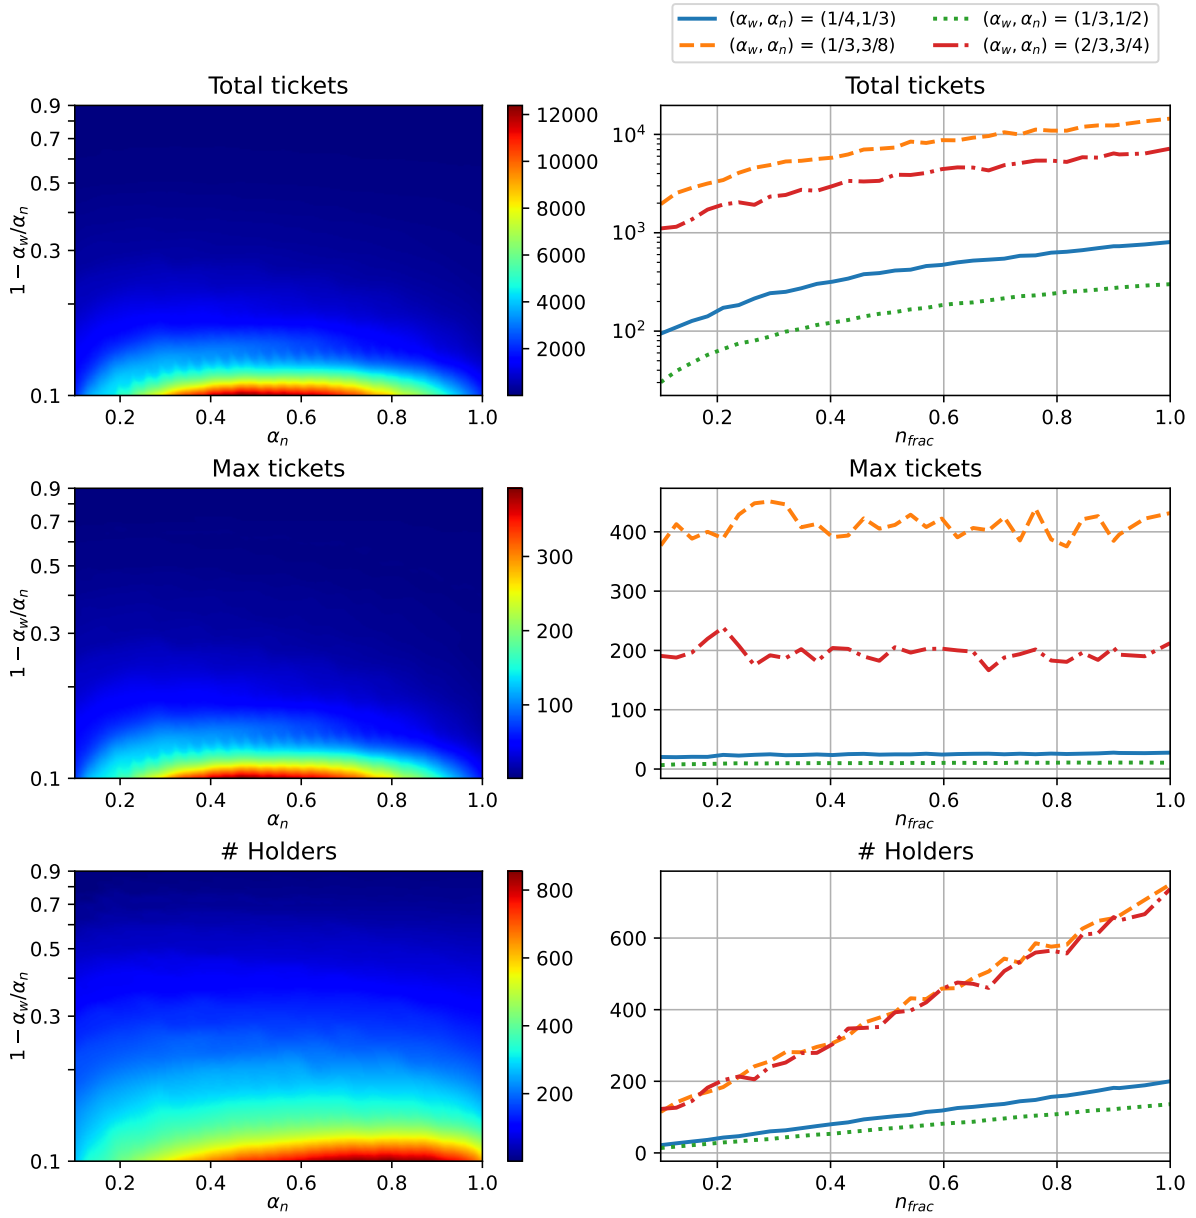 (α_w, α_n) = (1/4,1/3)
(α_w, α_n) = (1/3,3/8)
(α_w, α_n) = (1/3,1/2)
(α_w, α_n) = (2/3,3/4)
Total tickets
1 − α_w/α_n
0.9
0.7
0.5
0.3
0.1
0.2 0.4 0.6 0.8 1.0
α_n
12000
10000
8000
6000
4000
2000
Total tickets
10^4
10^3
10^2
0.2 0.4 0.6 0.8 1.0
n_frac
Max tickets
1 − α_w/α_n
0.9
0.7
0.5
0.3
0.1
0.2 0.4 0.6 0.8 1.0
α_n
300
200
100
Max tickets
400
300
200
100
0
0.2 0.4 0.6 0.8 1.0
n_frac
# Holders
1 − α_w/α_n
0.9
0.7
0.5
0.3
0.1
0.2 0.4 0.6 0.8 1.0
α_n
800
600
400
200
# Holders
600
400
200
0
0.2 0.4 0.6 0.8 1.0
n_frac